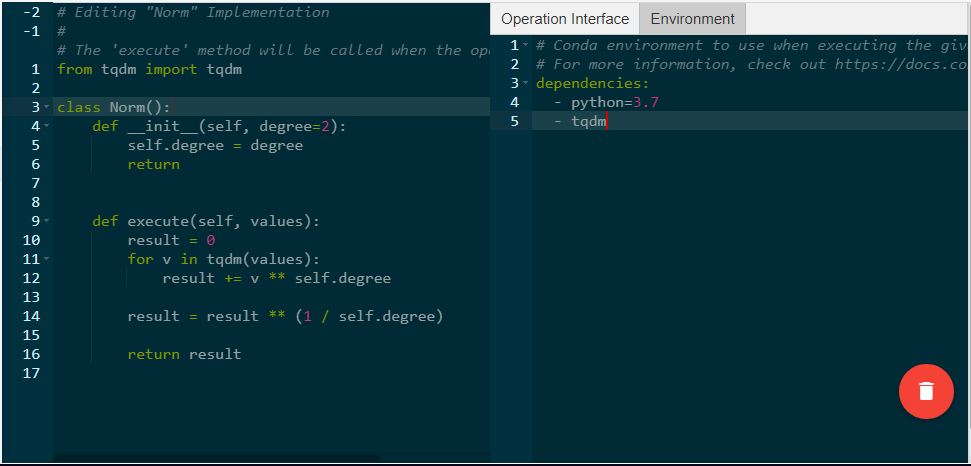 -2 # Editing "Norm" Implementation
-1 #
# The 'execute' method will be called when the ope
1 from tqdm import tqdm
2
3 class Norm():
4 def __init__(self, degree=2):
5 self.degree = degree
6 return
7
8
9 def execute(self, values):
10 result = 0
11 for v in tqdm(values):
12 result += v ** self.degree
13
14 result = result ** (1 / self.degree)
15
16 return result
17
Operation Interface Environment
1 # Conda environment to use when executing the giv
2 # For more information, check out https://docs.co
3 dependencies:
4 - python=3.7
5 - tqdm